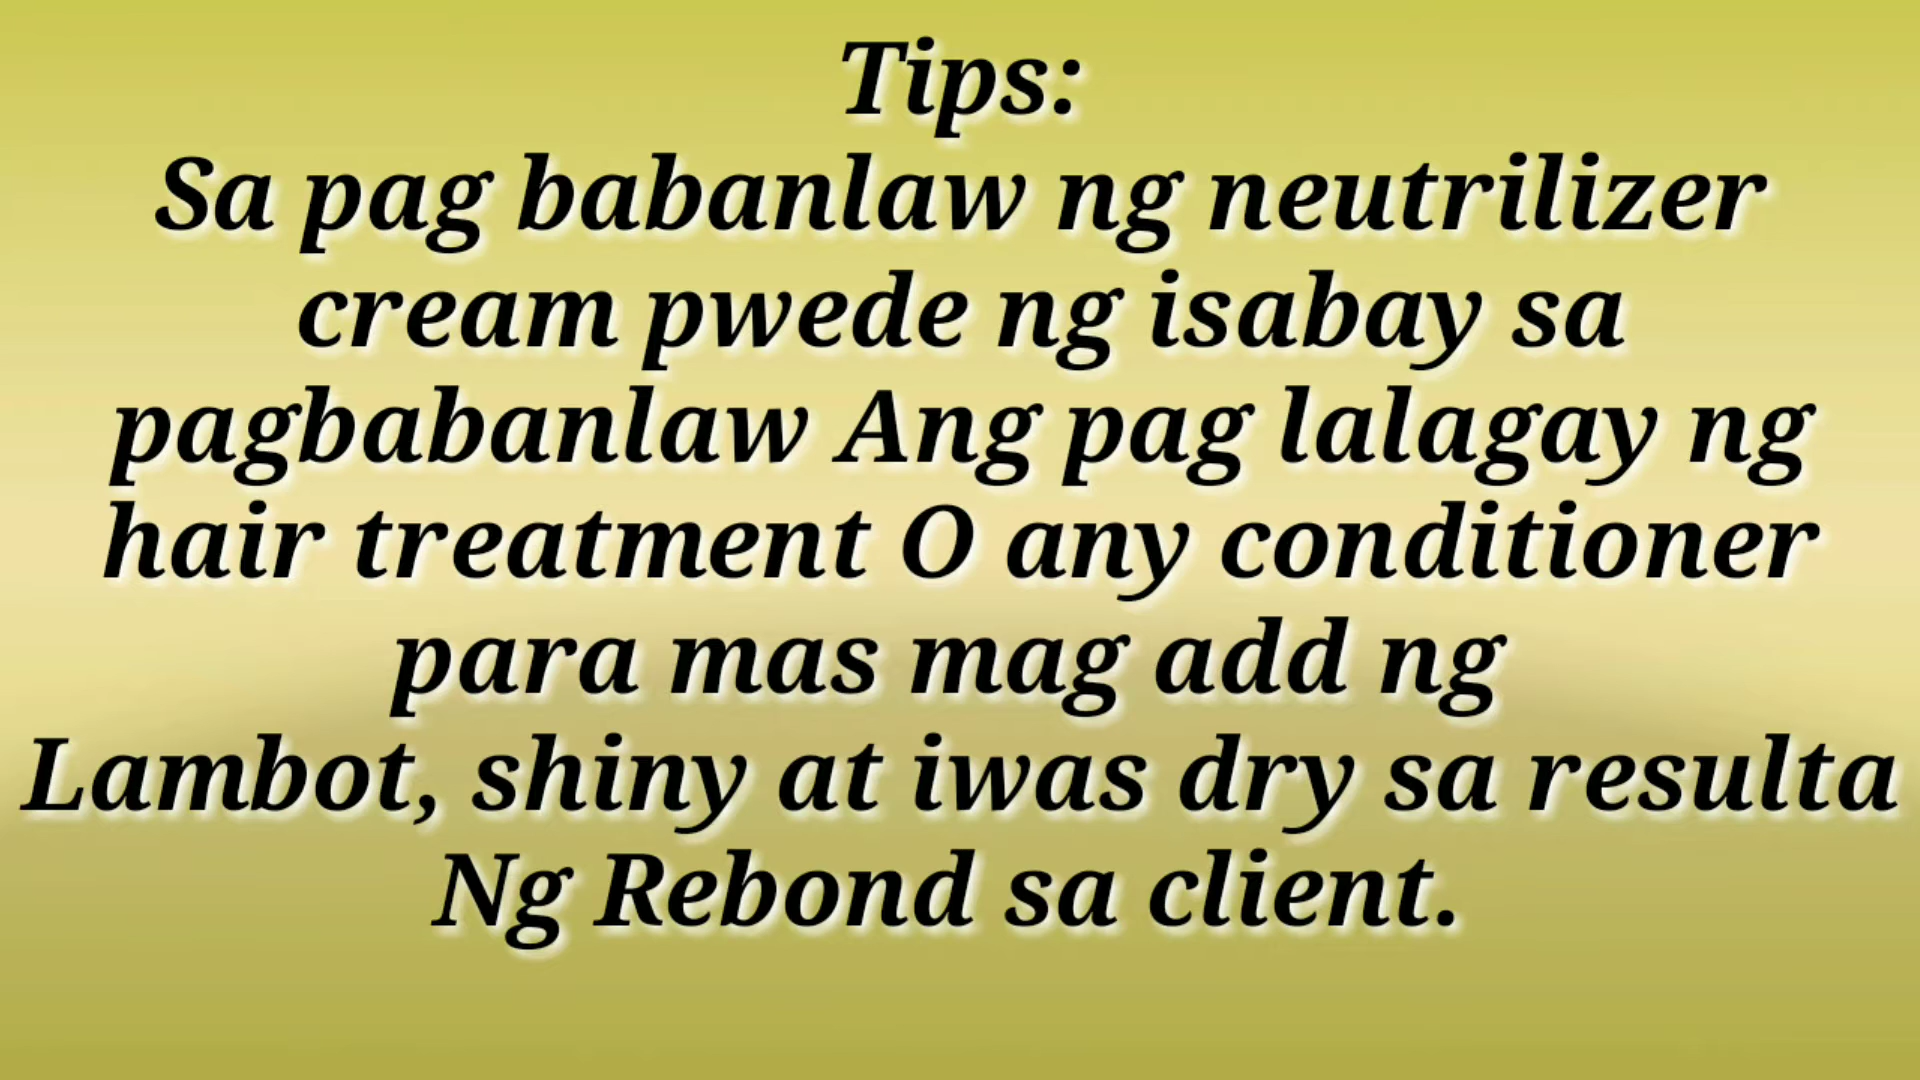 Tips:
Sa pag babanlaw ng neutrilizer
cream pwede ng isabay sa
pagbabanlaw Ang pag lalagay ng
hair treatment O any conditioner
para mas mag add ng
Lambot, shiny at iwas dry sa resulta
Ng Rebond sa client.